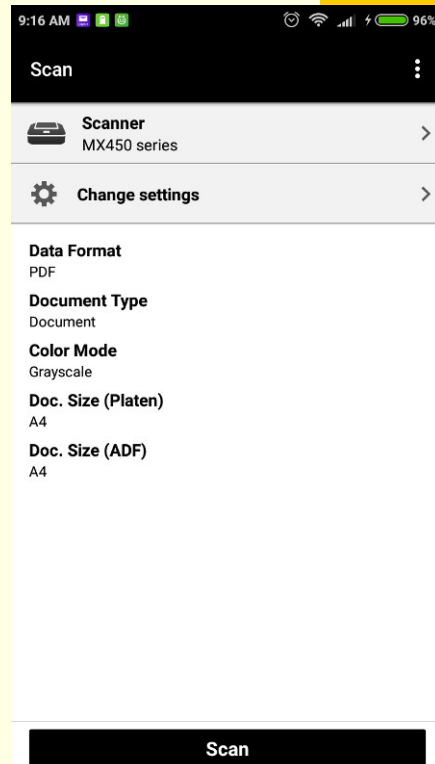 9:16 AM 96%
Scan
Scanner
MX450 series
Change settings
Data Format
PDF
Document Type
Document
Color Mode
Grayscale
Doc. Size (Platen)
A4
Doc. Size (ADF)
A4
Scan